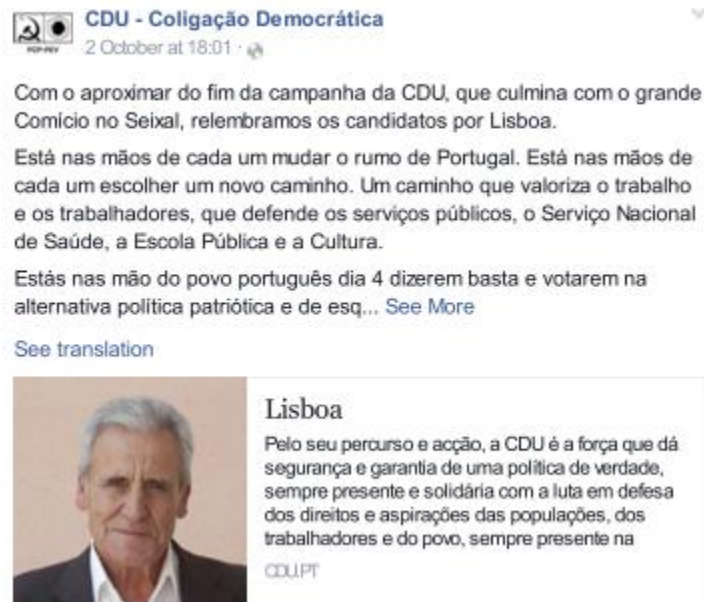 CDU - Coligação Democrática
PCP-PEV
2 October at 18:01 ·
Com o aproximar do fim da campanha da CDU, que culmina com o grande
Comício no Seixal, relembramos os candidatos por Lisboa.
Está nas mãos de cada um mudar o rumo de Portugal. Está nas mãos de
cada um escolher um novo caminho. Um caminho que valoriza o trabalho
e os trabalhadores, que defende os serviços públicos, o Serviço Nacional
de Saúde, a Escola Pública e a Cultura.
Estás nas mão do povo português dia 4 dizerem basta e votarem na
alternativa política patriótica e de esq... See More
See translation
Lisboa
Pelo seu percurso e acção, a CDU é a força que dá
segurança e garantia de uma política de verdade,
sempre presente e solidária com a luta em defesa
dos direitos e aspirações das populações, dos
trabalhadores e do povo, sempre presente na
CDU.PT